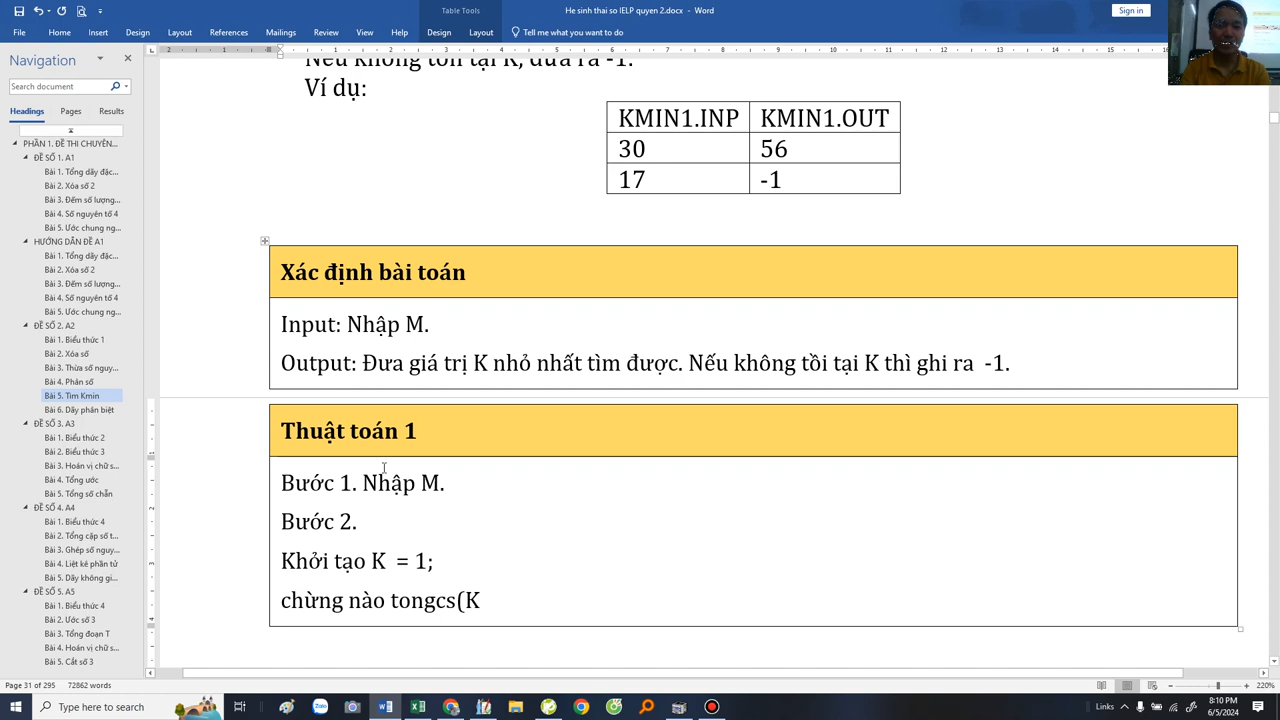 Table Tools
He sinh thai so IELP quyen 2.docx - Word
Sign in
File Home Insert Draw Design Layout References Mailings Review View Help Design Layout Tell me what you want to do
Navigation
Search document
Headings Pages Results
PHẦN 1. ĐỀ THI CHUYÊN...
ĐỀ SỐ 1. A1
Bài 1. Tổng dãy đặc...
Bài 2. Xóa số 2
Bài 3. Đếm số lượng...
Bài 4. Số nguyên tố 4
Bài 5. Ước chung ng...
HƯỚNG DẪN ĐỀ A1
Bài 1. Tổng dãy đặc...
Bài 2. Xóa số 2
Bài 3. Đếm số lượng...
Bài 4. Số nguyên tố 4
Bài 5. Ước chung ng...
ĐỀ SỐ 2. A2
Bài 1. Biểu thức 1
Bài 2. Xóa số
Bài 3. Thừa số nguy...
Bài 4. Phân số
Bài 5. Tìm Kmin
Bài 6. Dãy phân biệt
ĐỀ SỐ 3. A3
Bài 1. Biểu thức 2
Bài 2. Biểu thức 3
Bài 3. Hoán vị chữ s...
Bài 4. Tổng ước
Bài 5. Tổng số chẵn
ĐỀ SỐ 4. A4
Bài 1. Biểu thức 4
Bài 2. Tổng cặp số t...
Bài 3. Ghép số nguy...
Bài 4. Liệt kê phần tử
Bài 5. Dãy không gi...
ĐỀ SỐ 5. A5
Bài 1. Biểu thức 4
Bài 2. Ước số 3
Bài 3. Tổng đoạn T
Bài 4. Hoán vị chữ s...
Bài 5. Cắt số 3
Nếu không tồn tại K, đưa ra -1.
Ví dụ:
KMIN1.INP KMIN1.OUT
30 56
17 -1
Xác định bài toán
Input: Nhập M.
Output: Đưa giá trị K nhỏ nhất tìm được. Nếu không tồi tại K thì ghi ra -1.
Thuật toán 1
Bước 1. Nhập M.
Bước 2.
Khởi tạo K = 1;
chừng nào tongcs(K
Page 31 of 295 72862 words
220%
Type here to search
8:10 PM